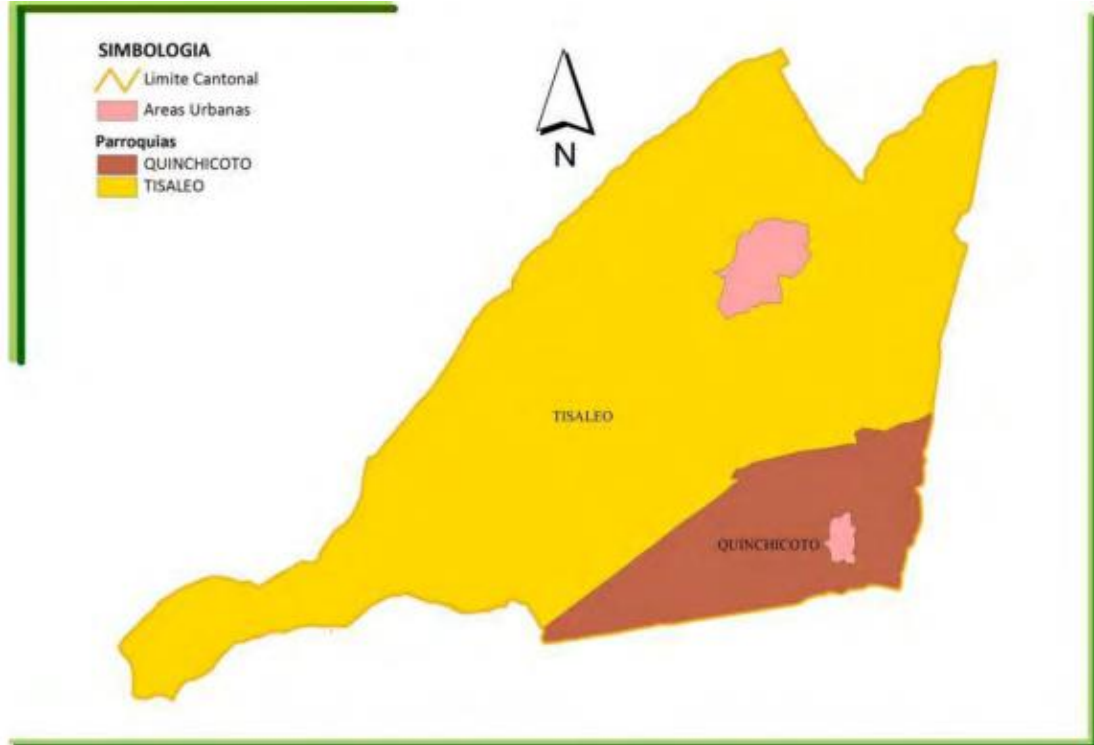 SIMBOLOGIA
Limite Cantonal
Areas Urbanas
Parroquias
QUINCHICOTO
TISALEO
N
TISALEO
QUINCHICOTO